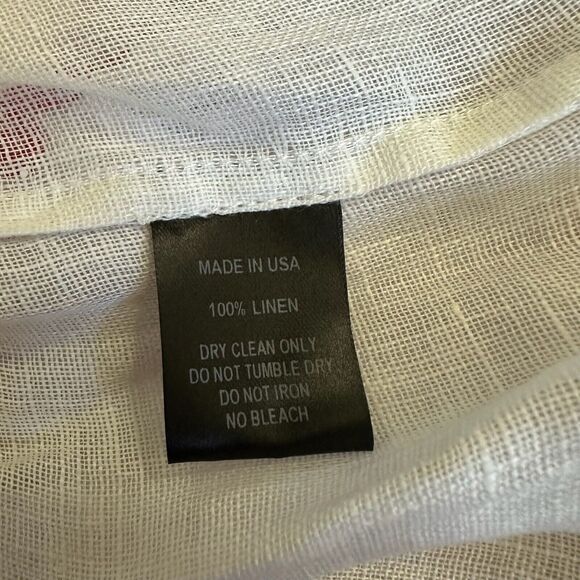 MADE IN USA
100% LINEN
DRY CLEAN ONLY
DO NOT TUMBLE DRY
DO NOT IRON
NO BLEACH